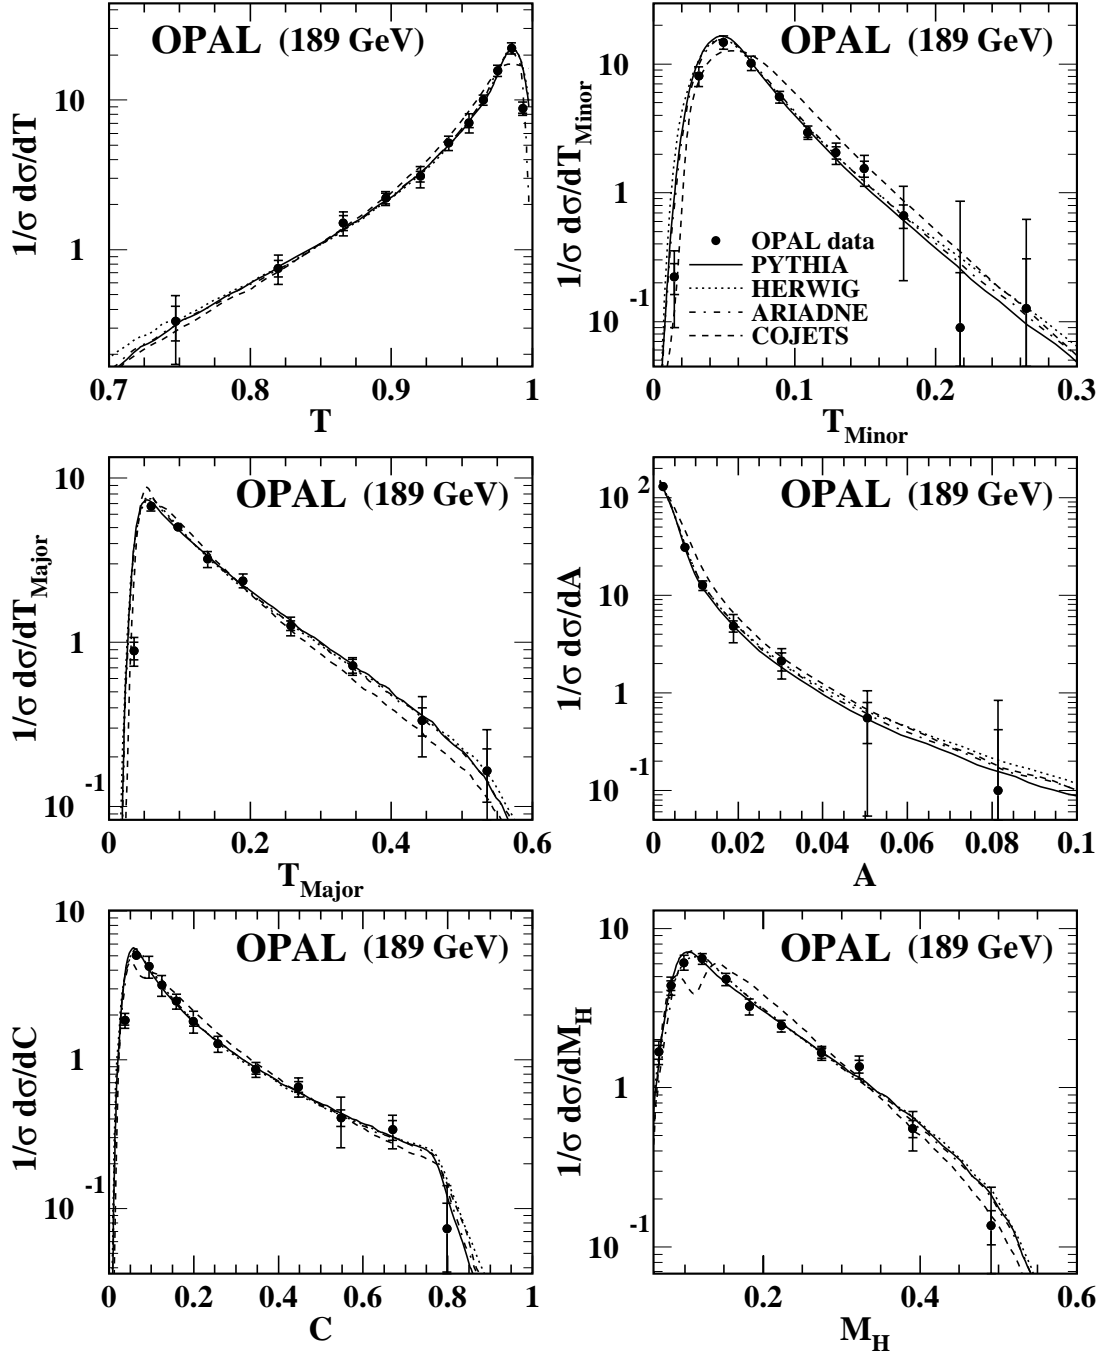 OPAL (189 GeV)
1/σ dσ/dT
10
1
0.7 0.8 0.9 1
T
OPAL (189 GeV)
1/σ dσ/dT_Minor
10
1
10^-1
OPAL data
PYTHIA
HERWIG
ARIADNE
COJETS
0 0.1 0.2 0.3
T_Minor
OPAL (189 GeV)
1/σ dσ/dT_Major
10
1
10^-1
0 0.2 0.4 0.6
T_Major
OPAL (189 GeV)
1/σ dσ/dA
10^2
10
1
10^-1
0 0.02 0.04 0.06 0.08 0.1
A
OPAL (189 GeV)
1/σ dσ/dC
10
1
10^-1
0 0.2 0.4 0.6 0.8 1
C
OPAL (189 GeV)
1/σ dσ/dM_H
10
1
10^-1
0.2 0.4 0.6
M_H